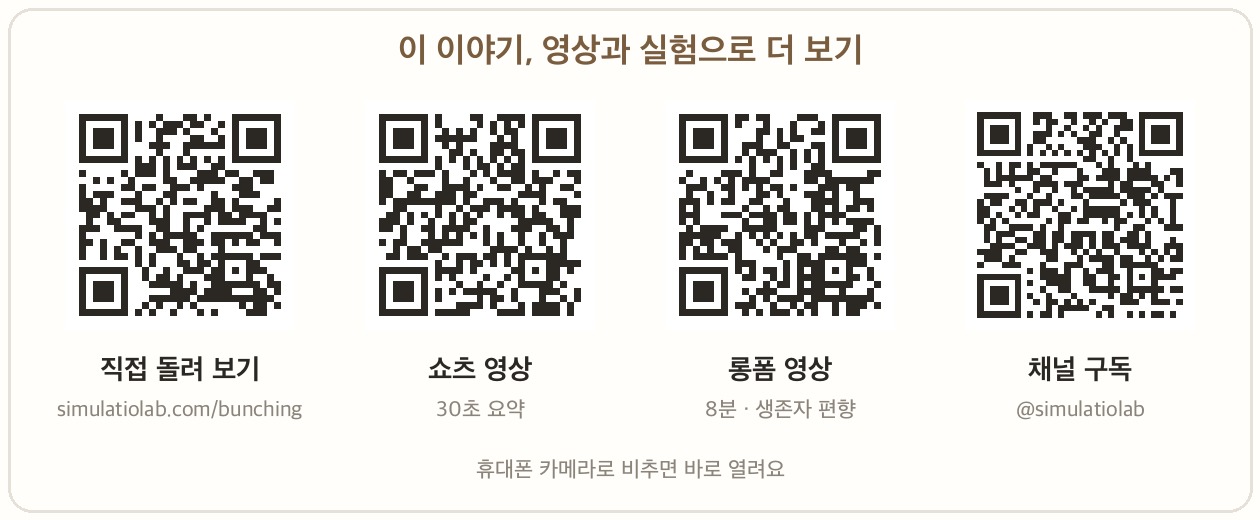 이 이야기, 영상과 실험으로 더 보기
직접 돌려 보기
simulatiolab.com/bunching
쇼츠 영상
30초 요약
롱폼 영상
8분 · 생존자 편향
채널 구독
@simulatiolab
휴대폰 카메라로 비추면 바로 열려요